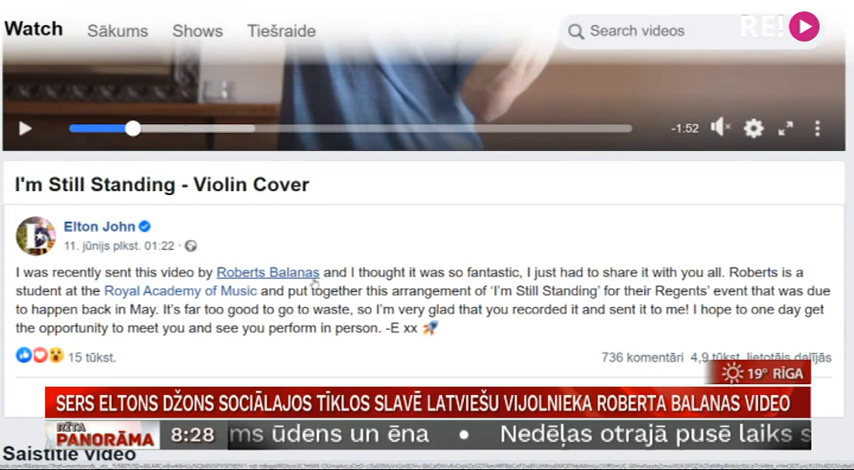 Watch Sākums Shows Tiešraide Search videos RE!
-1:52
I'm Still Standing - Violin Cover
Elton John
11. jūnijs plkst. 01:22 ·
I was recently sent this video by Roberts Balanas and I thought it was so fantastic, I just had to share it with you all. Roberts is a
student at the Royal Academy of Music and put together this arrangement of ‘I'm Still Standing’ for their Regents’ event that was due
to happen back in May. It's far too good to go to waste, so I'm very glad that you recorded it and sent it to me! I hope to one day get
the opportunity to meet you and see you perform in person. -E xx 🚀
15 tūkst. 736 komentāri 4,9 tūkst. lietotājs dalījās
19° RĪGA
SERS ELTONS DŽONS SOCIĀLAJOS TĪKLOS SLAVĒ LATVIEŠU VIJOLNIEKA ROBERTA BALANAS VIDEO
RĪTA
PANORĀMA 8:28 ms ūdens un ēna • Nedēļas otrajā pusē laiks s
Saistītie video